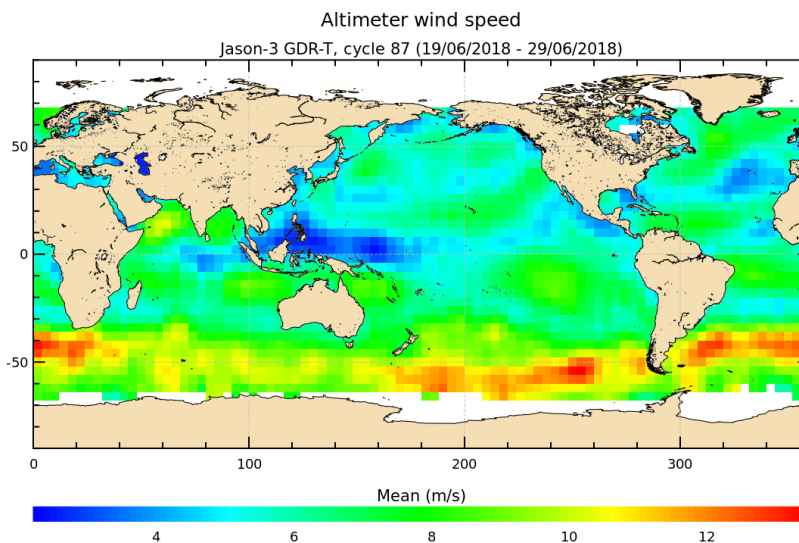 Altimeter wind speed
Jason-3 GDR-T, cycle 87 (19/06/2018 - 29/06/2018)
50
0
-50
0 100 200 300
Mean (m/s)
4 6 8 10 12